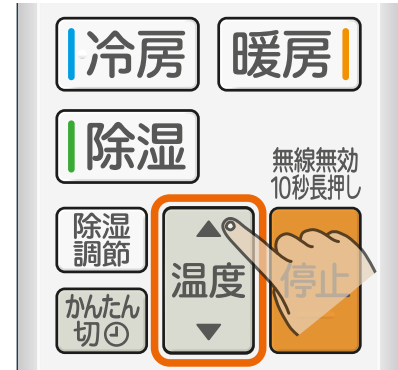 冷房
暖房
除湿
無線無効
10秒長押し
除湿
調節
▲
温度
▼
停止
かんたん
切